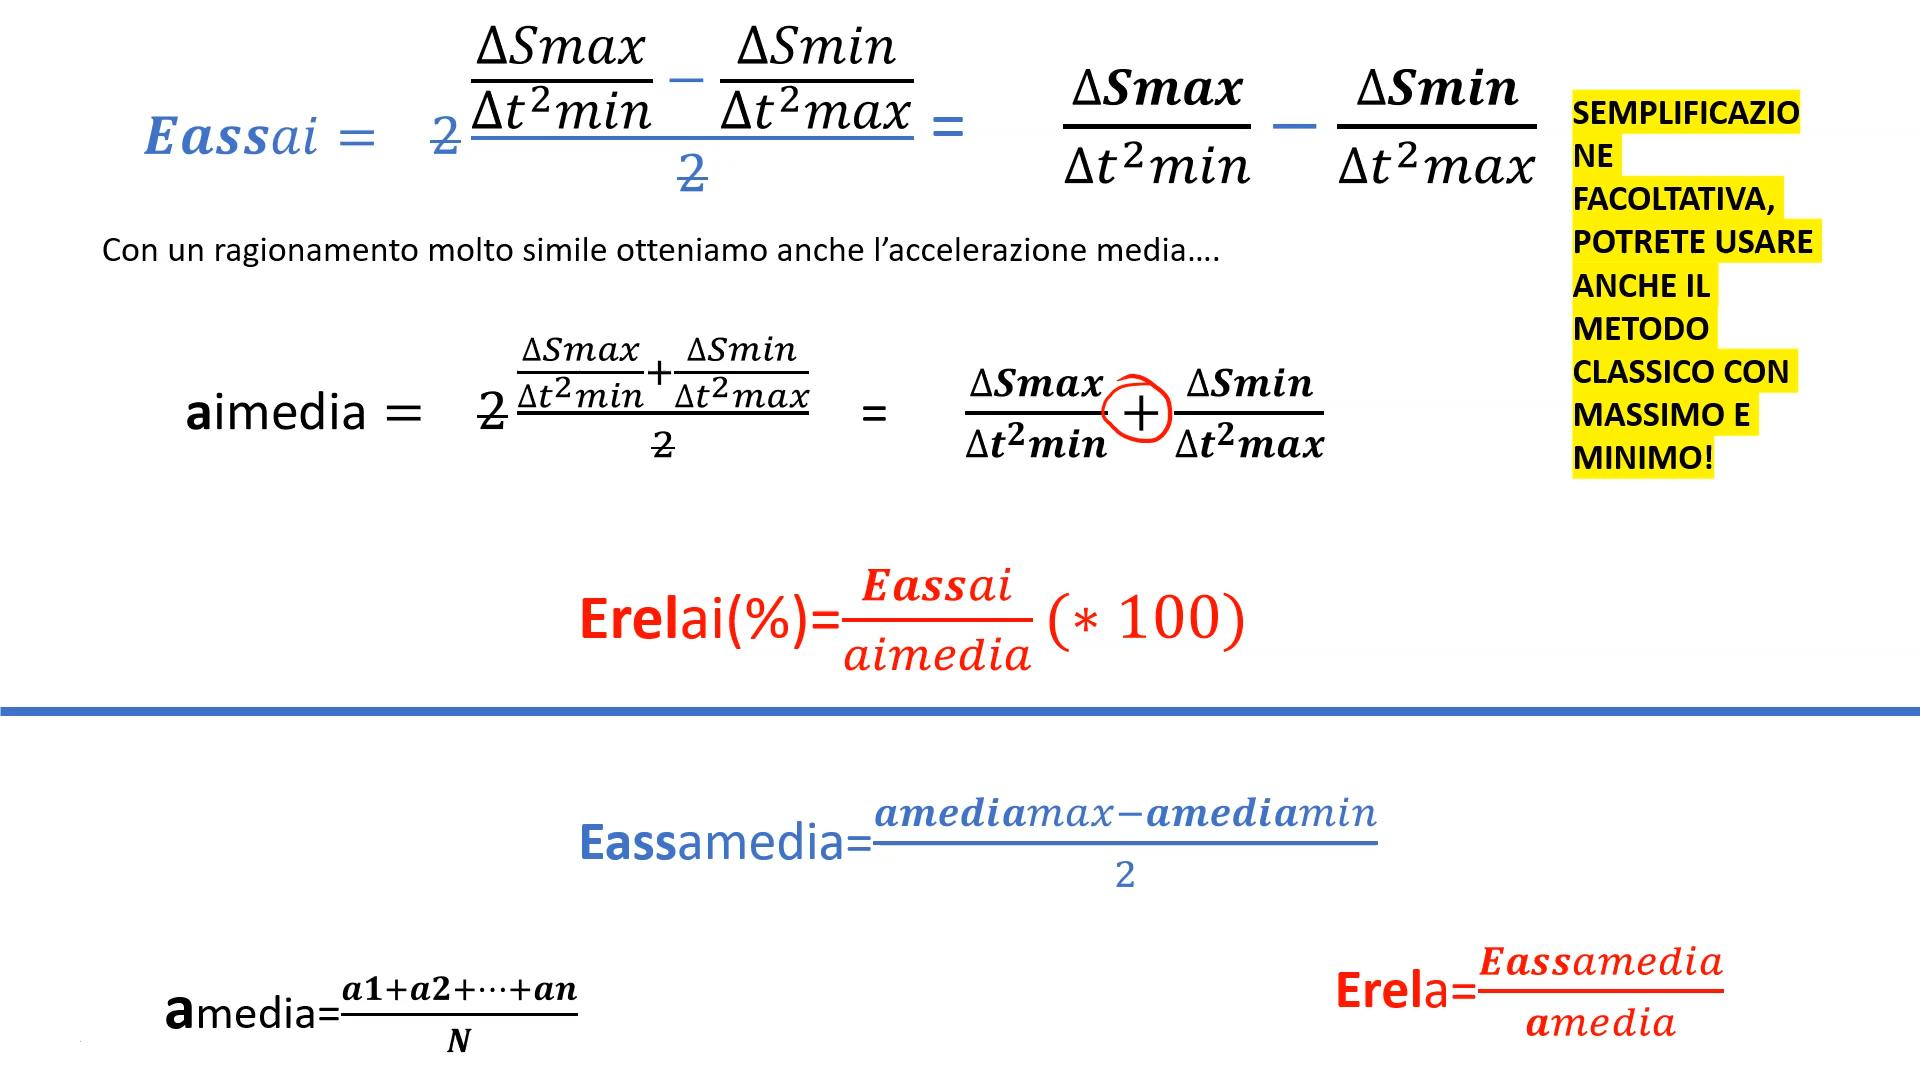 Eassai = 2 (ΔSmax/Δt²min − ΔSmin/Δt²max)/2 = ΔSmax/Δt²min − ΔSmin/Δt²max
SEMPLIFICAZIO
NE
FACOLTATIVA,
POTRETE USARE
ANCHE IL
METODO
CLASSICO CON
MASSIMO E
MINIMO!
Con un ragionamento molto simile otteniamo anche l’accelerazione media….
aimedia = 2 (ΔSmax/Δt²min + ΔSmin/Δt²max)/2 = ΔSmax/Δt²min + ΔSmin/Δt²max
Erelai(%)=Eassai/aimedia (∗ 100)
Eassamedia=(amediamax−amediamin)/2
amedia=(a1+a2+⋯+an)/N
Erela=Eassamedia/amedia